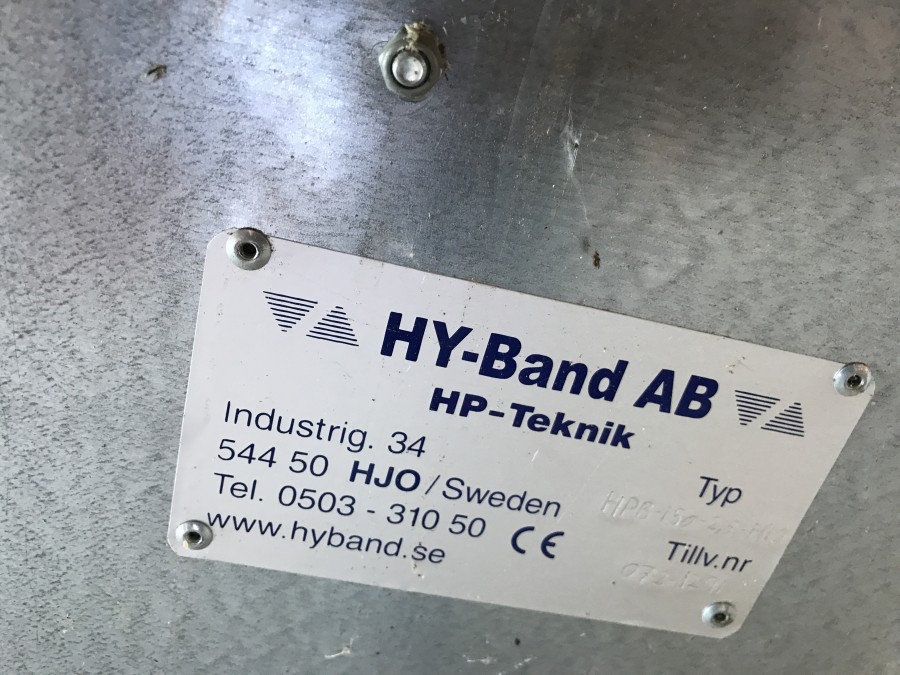 HY-Band AB
HP-Teknik
Industrig. 34
544 50 HJO / Sweden
Tel. 0503 - 310 50 CE
www.hyband.se
Typ
Tillv.nr